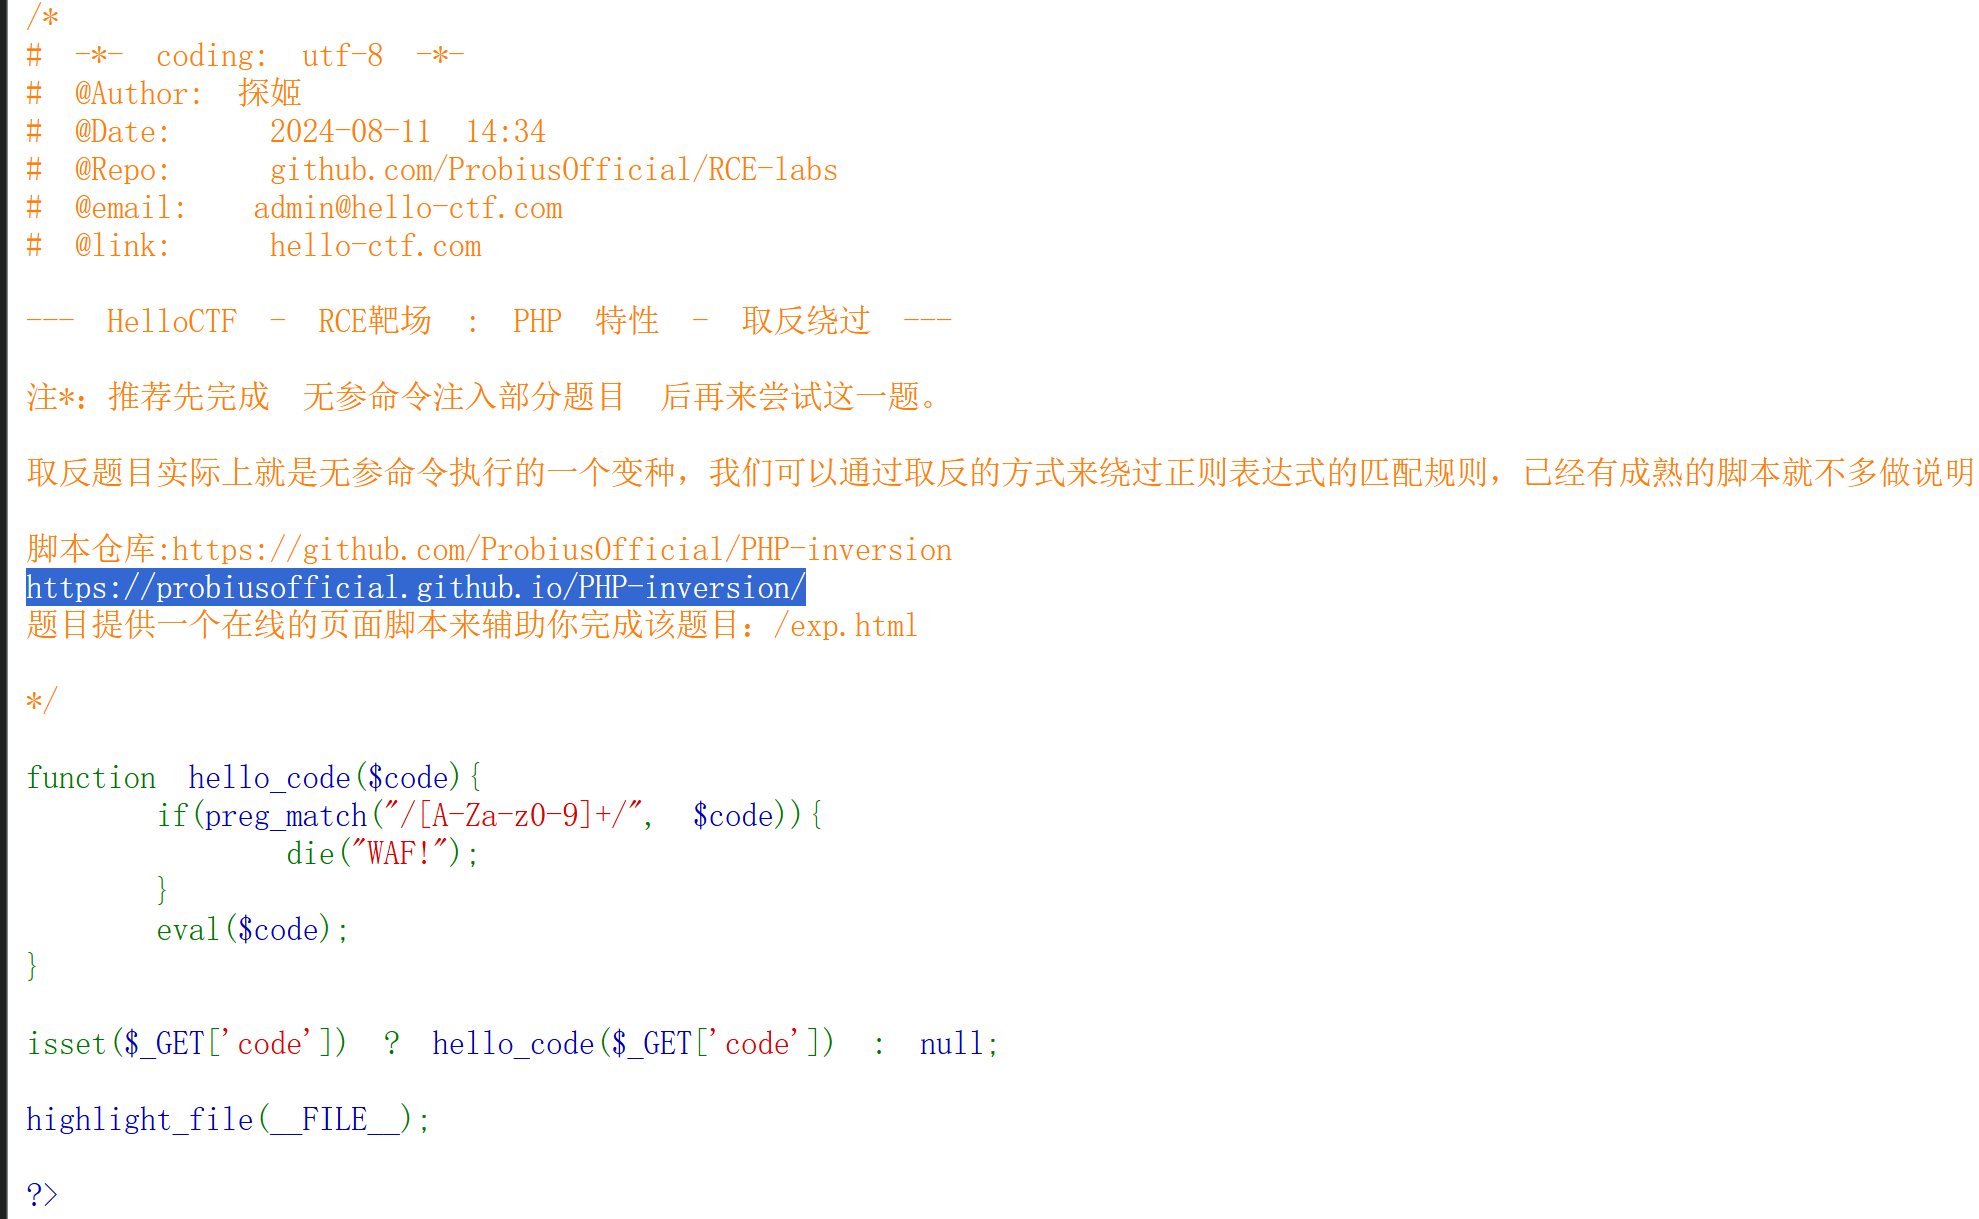 /*
# -*- coding: utf-8 -*-
# @Author: 探姬
# @Date:   2024-08-11 14:34
# @Repo:   github.com/ProbiusOfficial/RCE-labs
# @email:  admin@hello-ctf.com
# @link:   hello-ctf.com
--- HelloCTF - RCE靶场 : PHP 特性 - 取反绕过 ---
注*：推荐先完成 无参命令注入部分题目 后再来尝试这一题。
取反题目实际上就是无参命令执行的一个变种，我们可以通过取反的方式来绕过正则表达式的匹配规则，已经有成熟的脚本就不多做说明
脚本仓库:https://github.com/ProbiusOfficial/PHP-inversion
https://probiusofficial.github.io/PHP-inversion/
题目提供一个在线的页面脚本来辅助你完成该题目：/exp.html
*/
function hello_code($code){
    if(preg_match("/[A-Za-z0-9]+/", $code)){
        die("WAF!");
    }
    eval($code);
}
isset($_GET['code']) ? hello_code($_GET['code']) : null;
highlight_file(__FILE__);
?>